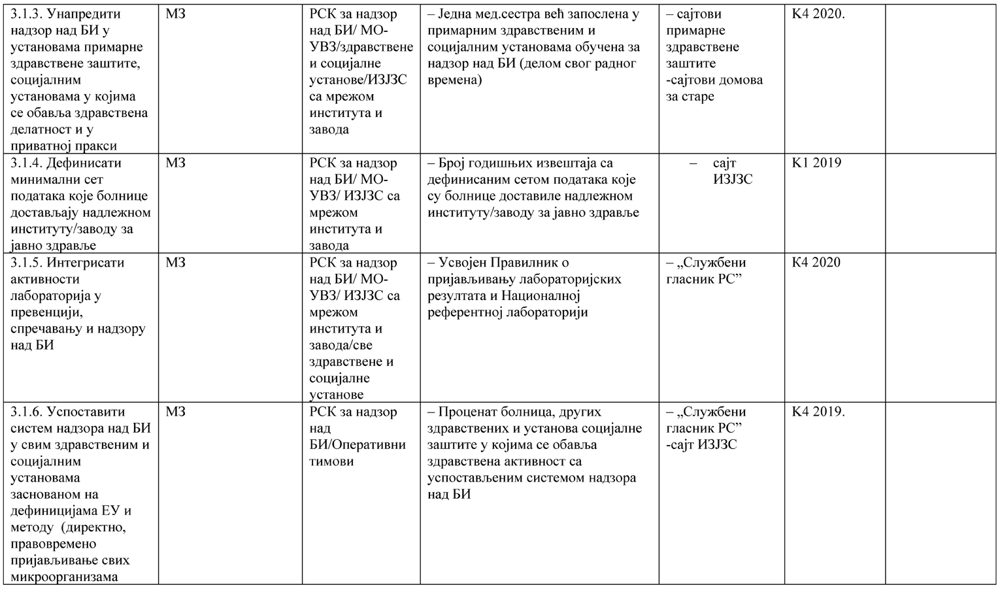 3.1.3. Унапредити
надзор над БИ у
установама примарне
здравствене заштите,
социјалним
установама у којима
се обавља здравствена
делатност и у
приватној пракси
МЗ
РСК за надзор
над БИ/ МО-
УВЗ/здравствене
и социјалне
установе/ИЗЈЗС
са мрежом
института и
завода
– Једна мед.сестра већ запослена у
примарним здравственим и
социјалним установама обучена за
надзор над БИ (делом свог радног
времена)
– сајтови
примарне
здравствене
заштите
-сајтови домова
за старе
К4 2020.
3.1.4. Дефинисати
минимални сет
података које болнице
достављају надлежном
институту/заводу за
јавно здравље
МЗ
РСК за надзор
над БИ/ МО-
УВЗ/ ИЗЈЗС са
мрежом
института и
завода
– Број годишњих извештаја са
дефинисаним сетом података које
су болнице доставиле надлежном
институту/заводу за јавно здравље
– сајт
ИЗЈЗС
К1 2019
3.1.5. Интегрисати
активности
лабораторија у
превенцији,
спречавању и надзору
над БИ
МЗ
РСК за надзор
над БИ/ МО-
УВЗ/ ИЗЈЗС са
мрежом
института и
завода/све
здравствене и
социјалне
установе
– Усвојен Правилник о
пријављивању лабораторијских
резултата и Националној
референтној лабораторији
– „Службени
гласник РС”
К4 2020
3.1.6. Успоставити
систем надзора над БИ
у свим здравственим и
социјалним
установама
заснованом на
дефиницијама ЕУ и
методу (директно,
правовремено
пријављивање свих
микроорганизама
МЗ
РСК за надзор
над
БИ/Оперативни
тимови
– Проценат болница, других
здравствених и установа социјалне
заштите у којима се обавља
здравствена активност са
успостављеним системом надзора
над БИ
– „Службени
гласник РС”
-сајт ИЗЈЗС
К4 2019.